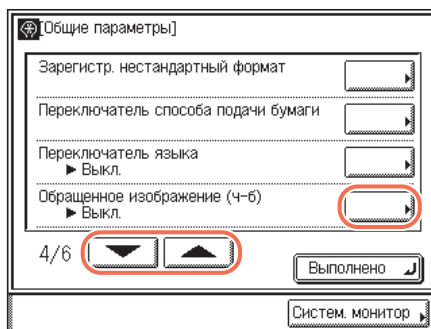 [Общие параметры]
Зарегистр. нестандартный формат
Переключатель способа подачи бумаги
Переключатель языка
► Выкл.
Обращенное изображение (ч-б)
► Выкл.
4/6
Выполнено
Систем. монитор